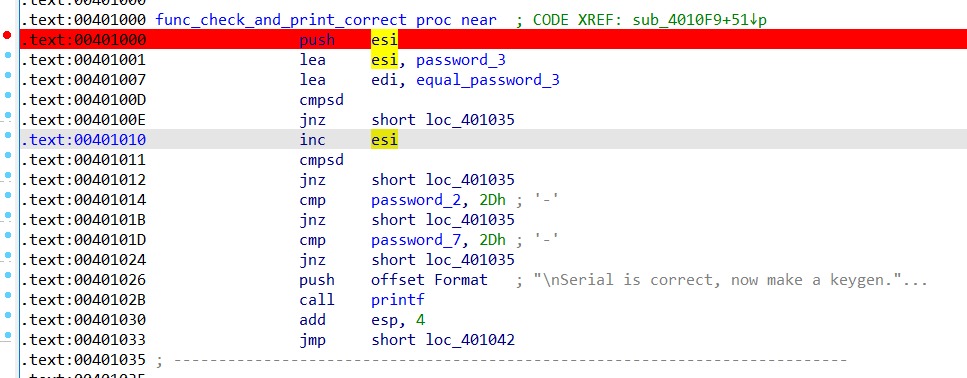 .text:00401000
.text:00401000 func_check_and_print_correct proc near ; CODE XREF: sub_4010F9+51↓p
.text:00401000 push esi
.text:00401001 lea esi, password_3
.text:00401007 lea edi, equal_password_3
.text:0040100D cmpsd
.text:0040100E jnz short loc_401035
.text:00401010 inc esi
.text:00401011 cmpsd
.text:00401012 jnz short loc_401035
.text:00401014 cmp password_2, 2Dh ; '-'
.text:0040101B jnz short loc_401035
.text:0040101D cmp password_7, 2Dh ; '-'
.text:00401024 jnz short loc_401035
.text:00401026 push offset Format ; "\nSerial is correct, now make a keygen."...
.text:0040102B call printf
.text:00401030 add esp, 4
.text:00401033 jmp short loc_401042
.text:00401035 ; ---------------------------------------------------------------------------
.text:00401035